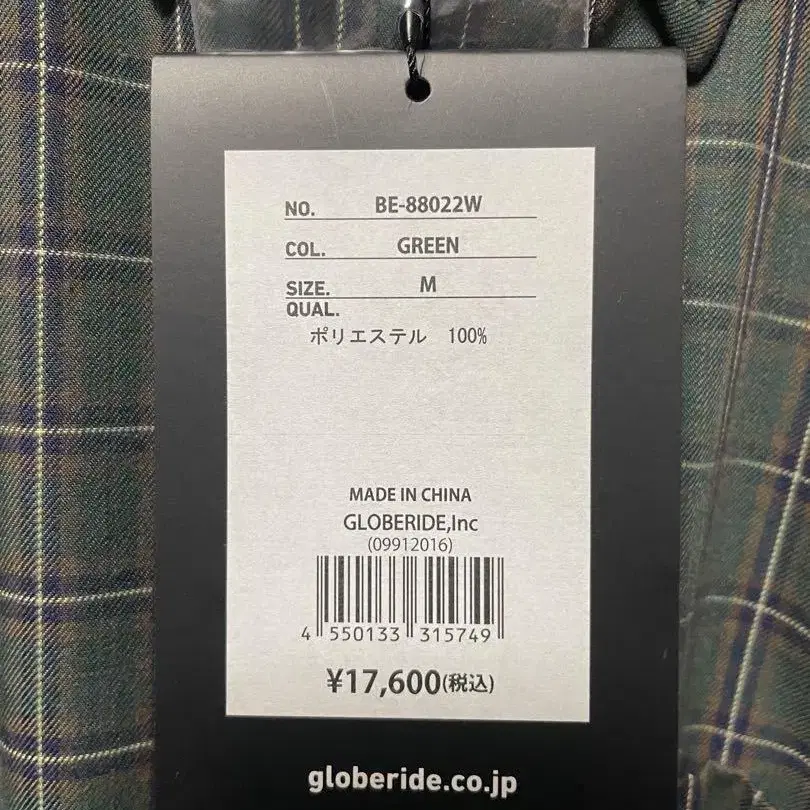 NO. BE-88022W
COL. GREEN
SIZE. M
QUAL.
ポリエステル 100%
MADE IN CHINA
GLOBERIDE,Inc
(09912016)
4 550133 315749
¥17,600(税込)
globeride.co.jp